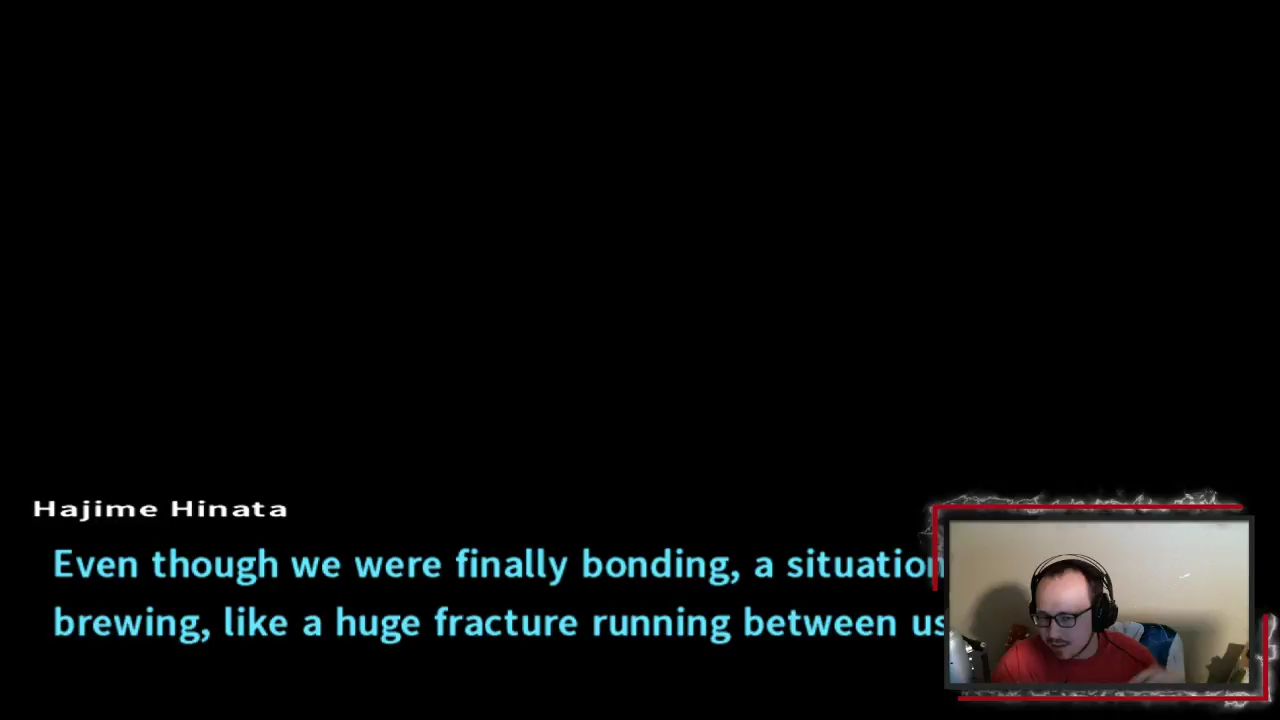 Hajime Hinata
Even though we were finally bonding, a situation
brewing, like a huge fracture running between us